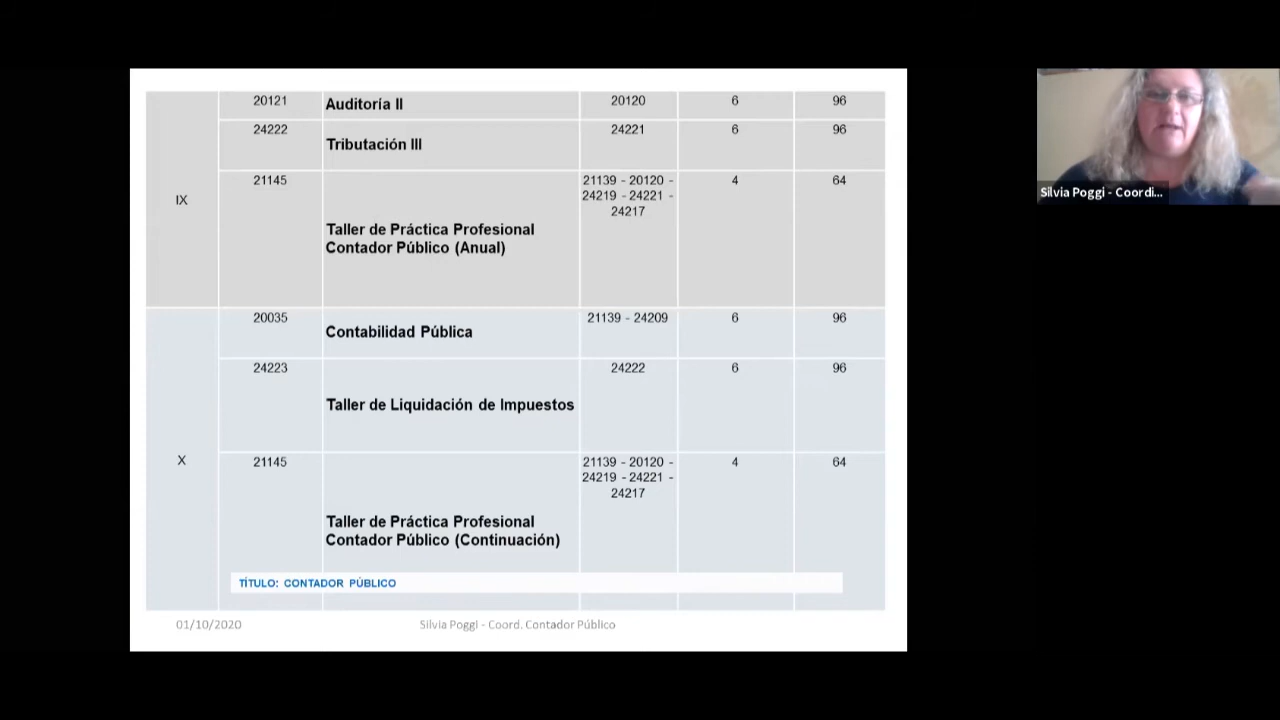 20121 Auditoría II 20120 6 96
24222 Tributación III 24221 6 96
IX
21145 Taller de Práctica Profesional Contador Público (Anual) 21139 - 20120 - 24219 - 24221 - 24217 4 64
20035 Contabilidad Pública 21139 - 24209 6 96
24223 Taller de Liquidación de Impuestos 24222 6 96
X
21145 Taller de Práctica Profesional Contador Público (Continuación) 21139 - 20120 - 24219 - 24221 - 24217 4 64
TÍTULO: CONTADOR PÚBLICO
01/10/2020 Silvia Poggi - Coord. Contador Público
Silvia Poggi - Coordi...